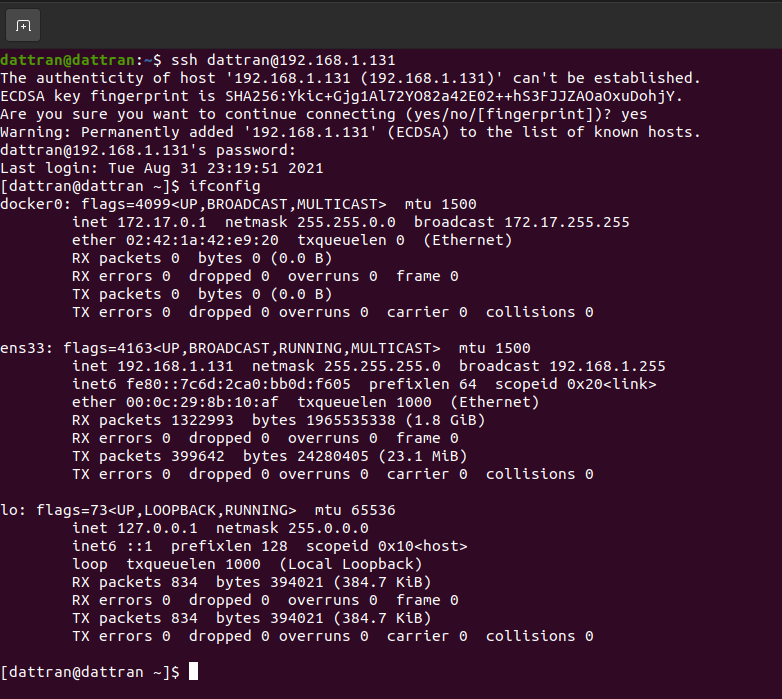 dattran@dattran:~$ ssh dattran@192.168.1.131
The authenticity of host '192.168.1.131 (192.168.1.131)' can't be established.
ECDSA key fingerprint is SHA256:Ykic+Gjg1Al72YO82a42E02++hS3FJJZAOaOxuDohjY.
Are you sure you want to continue connecting (yes/no/[fingerprint])? yes
Warning: Permanently added '192.168.1.131' (ECDSA) to the list of known hosts.
dattran@192.168.1.131's password:
Last login: Tue Aug 31 23:19:51 2021
[dattran@dattran ~]$ ifconfig
docker0: flags=4099<UP,BROADCAST,MULTICAST>  mtu 1500
        inet 172.17.0.1  netmask 255.255.0.0  broadcast 172.17.255.255
        ether 02:42:1a:42:e9:20  txqueuelen 0  (Ethernet)
        RX packets 0  bytes 0 (0.0 B)
        RX errors 0  dropped 0  overruns 0  frame 0
        TX packets 0  bytes 0 (0.0 B)
        TX errors 0  dropped 0 overruns 0  carrier 0  collisions 0

ens33: flags=4163<UP,BROADCAST,RUNNING,MULTICAST>  mtu 1500
        inet 192.168.1.131  netmask 255.255.255.0  broadcast 192.168.1.255
        inet6 fe80::7c6d:2ca0:bb0d:f605  prefixlen 64  scopeid 0x20<link>
        ether 00:0c:29:8b:10:af  txqueuelen 1000  (Ethernet)
        RX packets 1322993  bytes 1965535338 (1.8 GiB)
        RX errors 0  dropped 0  overruns 0  frame 0
        TX packets 399642  bytes 24280405 (23.1 MiB)
        TX errors 0  dropped 0 overruns 0  carrier 0  collisions 0

lo: flags=73<UP,LOOPBACK,RUNNING>  mtu 65536
        inet 127.0.0.1  netmask 255.0.0.0
        inet6 ::1  prefixlen 128  scopeid 0x10<host>
        loop  txqueuelen 1000  (Local Loopback)
        RX packets 834  bytes 394021 (384.7 KiB)
        RX errors 0  dropped 0  overruns 0  frame 0
        TX packets 834  bytes 394021 (384.7 KiB)
        TX errors 0  dropped 0 overruns 0  carrier 0  collisions 0

[dattran@dattran ~]$